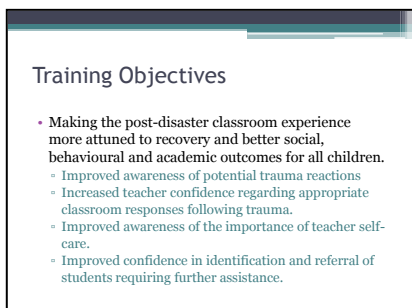 Training Objectives
• Making the post-disaster classroom experience
more attuned to recovery and better social,
behavioural and academic outcomes for all children.
▫ Improved awareness of potential trauma reactions
▫ Increased teacher confidence regarding appropriate
classroom responses following trauma.
▫ Improved awareness of the importance of teacher self-
care.
▫ Improved confidence in identification and referral of
students requiring further assistance.